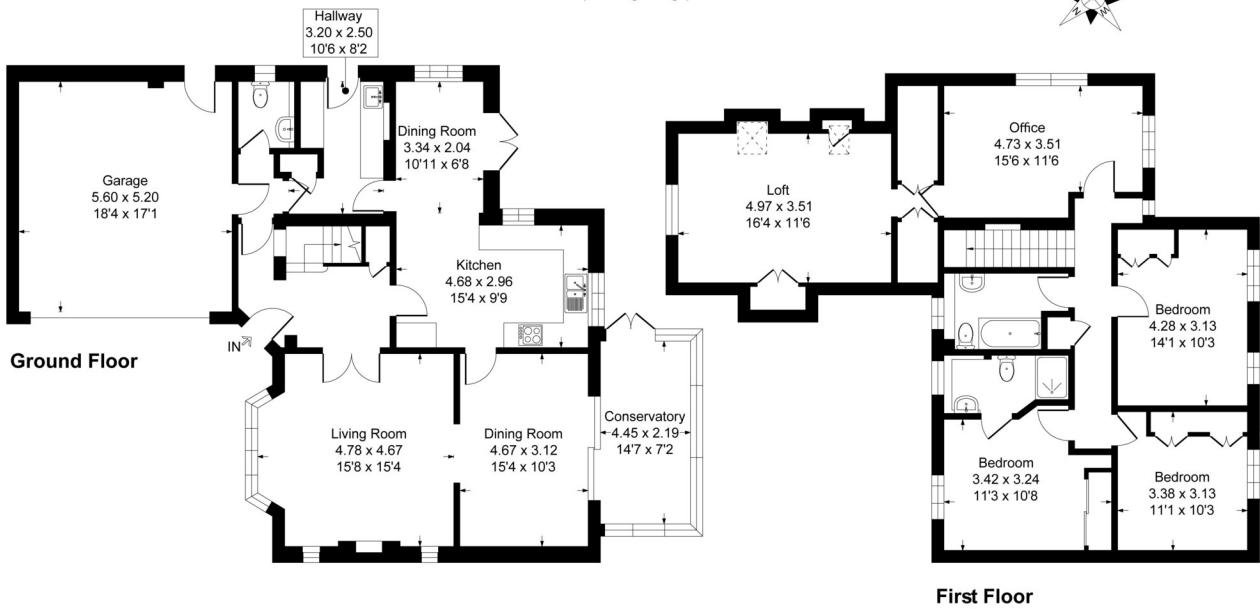 Hallway
3.20 x 2.50
10'6 x 8'2
Dining Room
3.34 x 2.04
10'11 x 6'8
Garage
5.60 x 5.20
18'4 x 17'1
Kitchen
4.68 x 2.96
15'4 x 9'9
IN
Ground Floor
Living Room
4.78 x 4.67
15'8 x 15'4
Dining Room
4.67 x 3.12
15'4 x 10'3
Conservatory
4.45 x 2.19
14'7 x 7'2
N
Office
4.73 x 3.51
15'6 x 11'6
Loft
4.97 x 3.51
16'4 x 11'6
Bedroom
4.28 x 3.13
14'1 x 10'3
Bedroom
3.42 x 3.24
11'3 x 10'8
Bedroom
3.38 x 3.13
11'1 x 10'3
First Floor